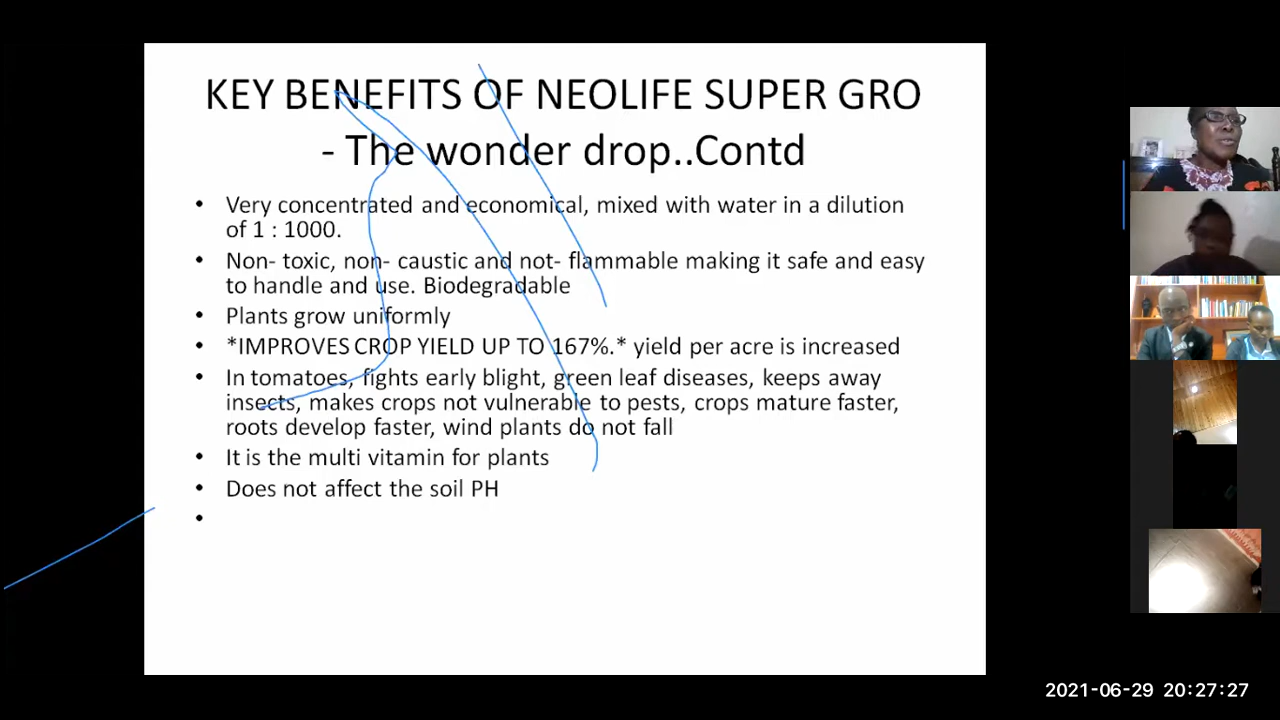 KEY BENEFITS OF NEOLIFE SUPER GRO
- The wonder drop..Contd
• Very concentrated and economical, mixed with water in a dilution
of 1 : 1000.
• Non- toxic, non- caustic and not- flammable making it safe and easy
to handle and use. Biodegradable
• Plants grow uniformly
• *IMPROVES CROP YIELD UP TO 167%.* yield per acre is increased
• In tomatoes, fights early blight, green leaf diseases, keeps away
insects, makes crops not vulnerable to pests, crops mature faster,
roots develop faster, wind plants do not fall
• It is the multi vitamin for plants
• Does not affect the soil PH
•
2021-06-29 20:27:27